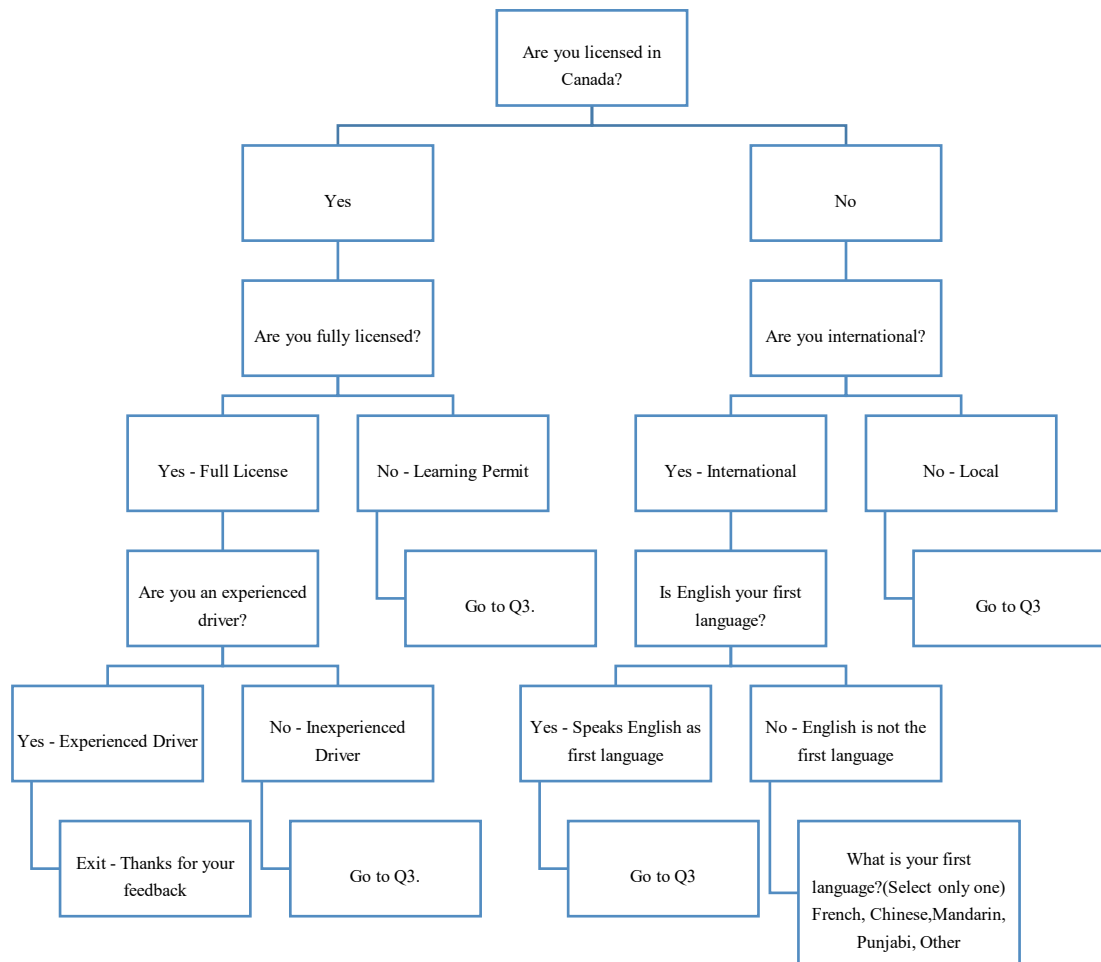 Are you licensed in
Canada?
Yes
No
Are you fully licensed?
Are you international?
Yes - Full License
No - Learning Permit
Yes - International
No - Local
Are you an experienced
driver?
Go to Q3.
Is English your first
language?
Go to Q3
Yes - Experienced Driver
No - Inexperienced
Driver
Yes - Speaks English as
first language
No - English is not the
first language
Exit - Thanks for your
feedback
Go to Q3.
Go to Q3
What is your first
language?(Select only one)
French, Chinese,Mandarin,
Punjabi, Other